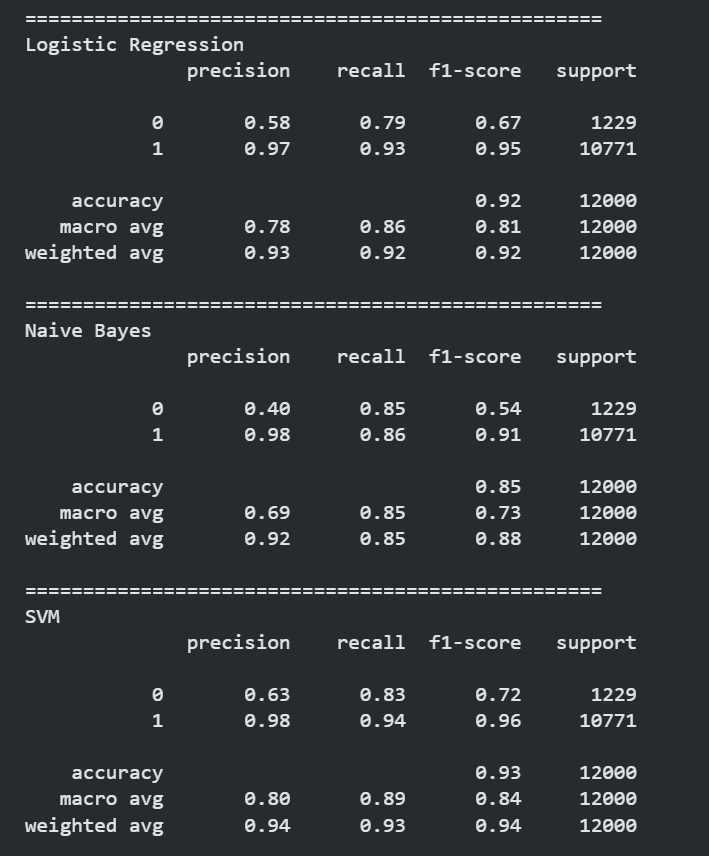 ==================================================
Logistic Regression
              precision    recall  f1-score   support

           0       0.58      0.79      0.67      1229
           1       0.97      0.93      0.95     10771

    accuracy                           0.92     12000
   macro avg       0.78      0.86      0.81     12000
weighted avg       0.93      0.92      0.92     12000

==================================================
Naive Bayes
              precision    recall  f1-score   support

           0       0.40      0.85      0.54      1229
           1       0.98      0.86      0.91     10771

    accuracy                           0.85     12000
   macro avg       0.69      0.85      0.73     12000
weighted avg       0.92      0.85      0.88     12000

==================================================
SVM
              precision    recall  f1-score   support

           0       0.63      0.83      0.72      1229
           1       0.98      0.94      0.96     10771

    accuracy                           0.93     12000
   macro avg       0.80      0.89      0.84     12000
weighted avg       0.94      0.93      0.94     12000